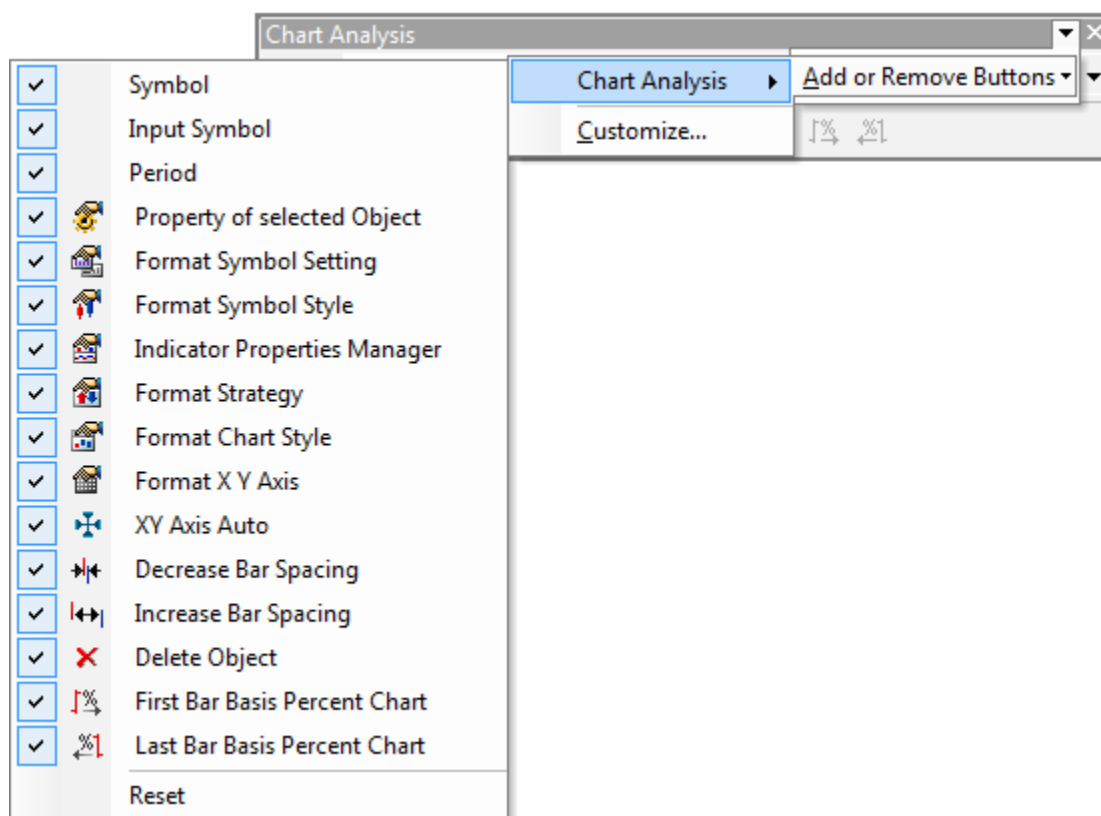 Chart Analysis
Chart Analysis
Add or Remove Buttons
Customize...
Symbol
Input Symbol
Period
Property of selected Object
Format Symbol Setting
Format Symbol Style
Indicator Properties Manager
Format Strategy
Format Chart Style
Format X Y Axis
XY Axis Auto
Decrease Bar Spacing
Increase Bar Spacing
Delete Object
First Bar Basis Percent Chart
Last Bar Basis Percent Chart
Reset